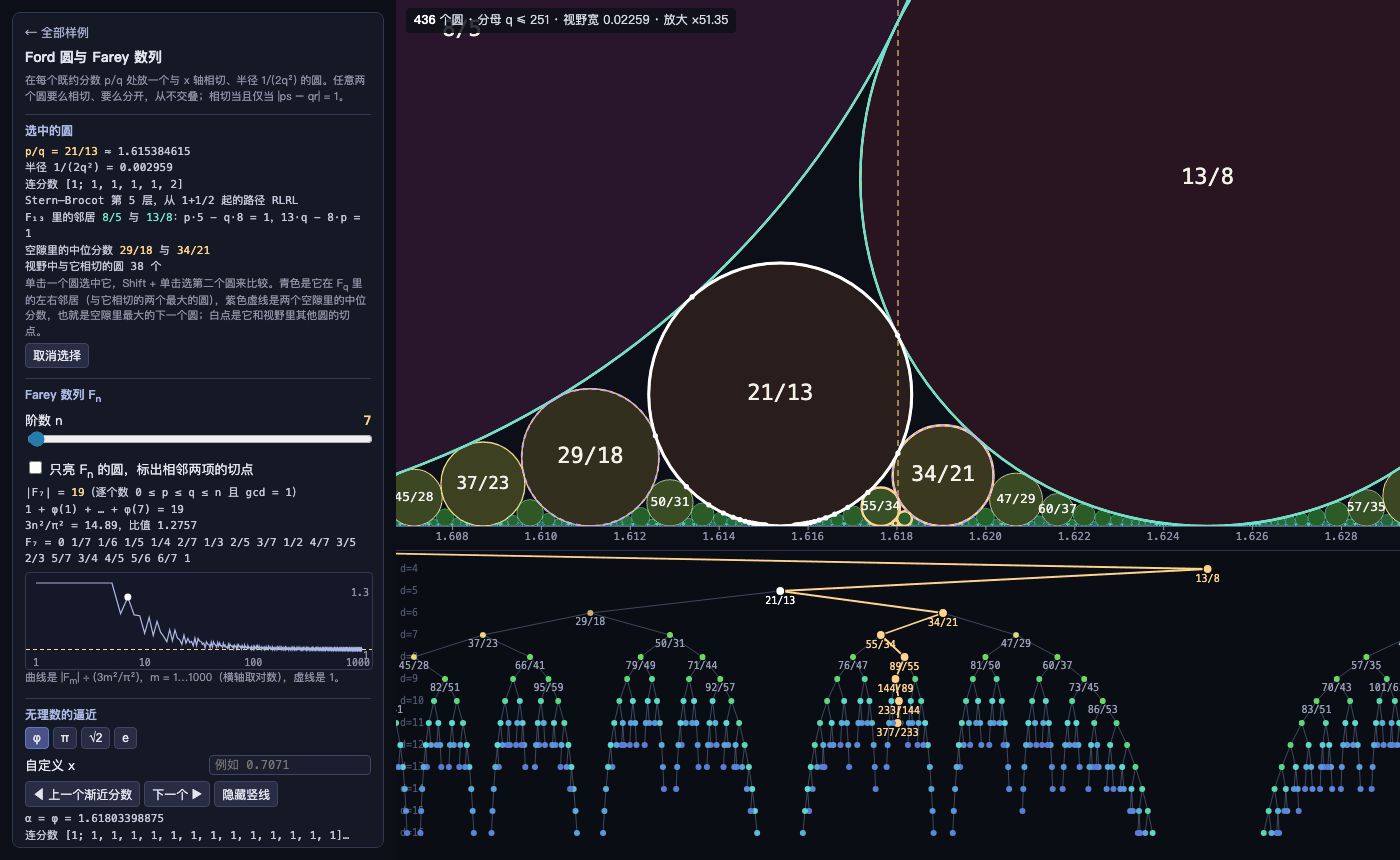 ← 全部样例
Ford 圆与 Farey 数列
在每个既约分数 p/q 处放一个与 x 轴相切、半径 1/(2q²) 的圆。任意两
个圆要么相切、要么分开，从不交叠；相切当且仅当 |ps − qr| = 1。
选中的圆
p/q = 21/13 ≈ 1.615384615
半径 1/(2q²) = 0.002959
连分数 [1; 1, 1, 1, 1, 2]
Stern–Brocot 第 5 层，从 1+1/2 起的路径 RLRL
F₁₃ 里的邻居 8/5 与 13/8：p·5 − q·8 = 1，13·q − 8·p =
1
空隙里的中位分数 29/18 与 34/21
视野中与它相切的圆 38 个
单击一个圆选中它，Shift + 单击选第二个圆来比较。青色是它在 Fq 里
的左右邻居（与它相切的两个最大的圆），紫色虚线是两个空隙里的中位
分数，也就是空隙里最大的下一个圆；白点是它和视野里其他圆的切
点。
取消选择
Farey 数列 Fn
阶数 n 7
只亮 Fn 的圆，标出相邻两项的切点
|F₇| = 19（逐个数 0 ≤ p ≤ q ≤ n 且 gcd = 1）
1 + φ(1) + … + φ(7) = 19
3n²/π² = 14.89，比值 1.2757
F₇ = 0 1/7 1/6 1/5 1/4 2/7 1/3 2/5 3/7 1/2 4/7 3/5
2/3 5/7 3/4 4/5 5/6 6/7 1
1.3
1
1 10 100 1000
曲线是 |Fm| ÷ (3m²/π²)，m = 1…1000（横轴取对数），虚线是 1。
无理数的逼近
φ π √2 e
自定义 x 例如 0.7071
◀ 上一个渐近分数 下一个 ▶ 隐藏竖线
α = φ = 1.61803398875
连分数 [1; 1, 1, 1, 1, 1, 1, 1, 1, 1, 1, 1, 1, 1]…
436 个圆 · 分母 q ≤ 251 · 视野宽 0.02259 · 放大 ×51.35
8/5
13/8
21/13
29/18
34/21
37/23
45/28
50/31
55/34
47/29
60/37
57/35
1.608 1.610 1.612 1.614 1.616 1.618 1.620 1.622 1.624 1.626 1.628
d=4
13/8
d=5
21/13
d=6
29/18 34/21
d=7
37/23 50/31 55/34 47/29
45/28 66/41 79/49 71/44 76/47 89/55 81/50 60/37 57/35
d=9
82/51 95/59 92/57 144/89 73/45 70/43 101/6
d=10
1 233/144 86/53 83/51
d=11
377/233
d=12